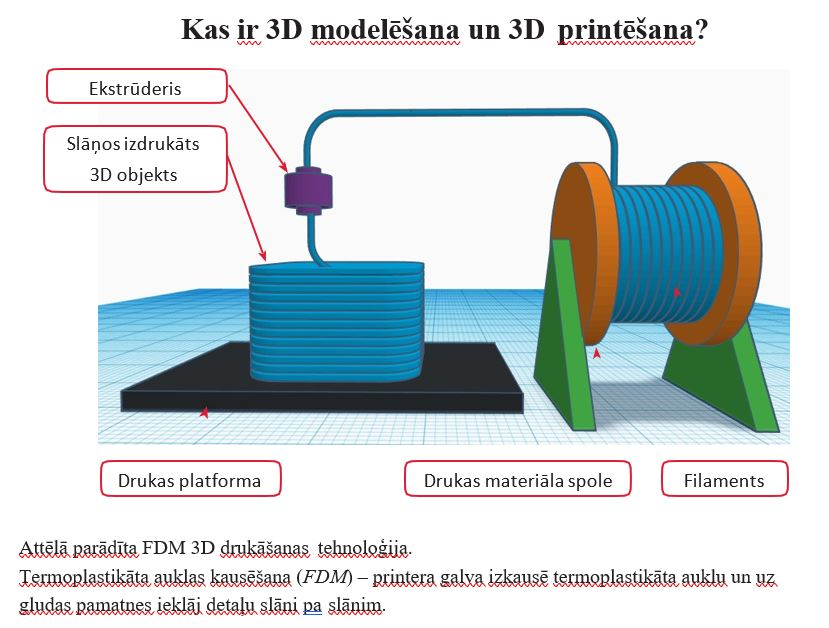 Kas ir 3D modelēšana un 3D printēšana?
Ekstrūderis
Slāņos izdrukāts
3D objekts
Drukas platforma
Drukas materiāla spole
Filaments
Attēlā parādīta FDM 3D drukāšanas tehnoloģija.
Termoplastikāta auklas kausēšana (FDM) – printera galva izkausē termoplastikāta auklu un uz
gludas pamatnes ieklāj detaļu slāni pa slānim.